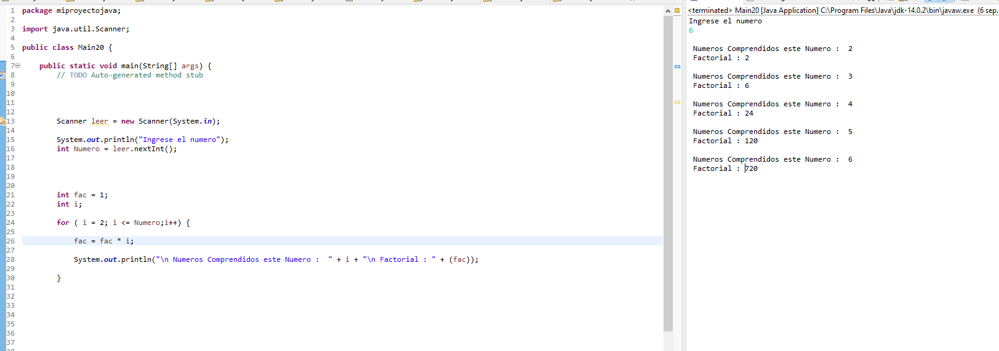 1 package miproyectojava;
2
3 import java.util.Scanner;
4
5 public class Main20 {
6
7 public static void main(String[] args) {
8 // TODO Auto-generated method stub
9
10
11
12
13 Scanner leer = new Scanner(System.in);
14
15 System.out.println("Ingrese el numero");
16 int Numero = leer.nextInt();
17
18
19
20
21 int fac = 1;
22 int i;
23
24 for ( i = 2; i <= Numero;i++) {
25
26 fac = fac * i;
27
28 System.out.println("\n Numeros Comprendidos este Numero :  " + i + "\n Factorial : " + (fac));
29
30 }
31
32
33
34
35
36
37
<terminated> Main20 [Java Application] C:\Program Files\Java\jdk-14.0.2\bin\javaw.exe (6 sep.
Ingrese el numero
6
Numeros Comprendidos este Numero :  2
Factorial : 2
Numeros Comprendidos este Numero :  3
Factorial : 6
Numeros Comprendidos este Numero :  4
Factorial : 24
Numeros Comprendidos este Numero :  5
Factorial : 120
Numeros Comprendidos este Numero :  6
Factorial : 720